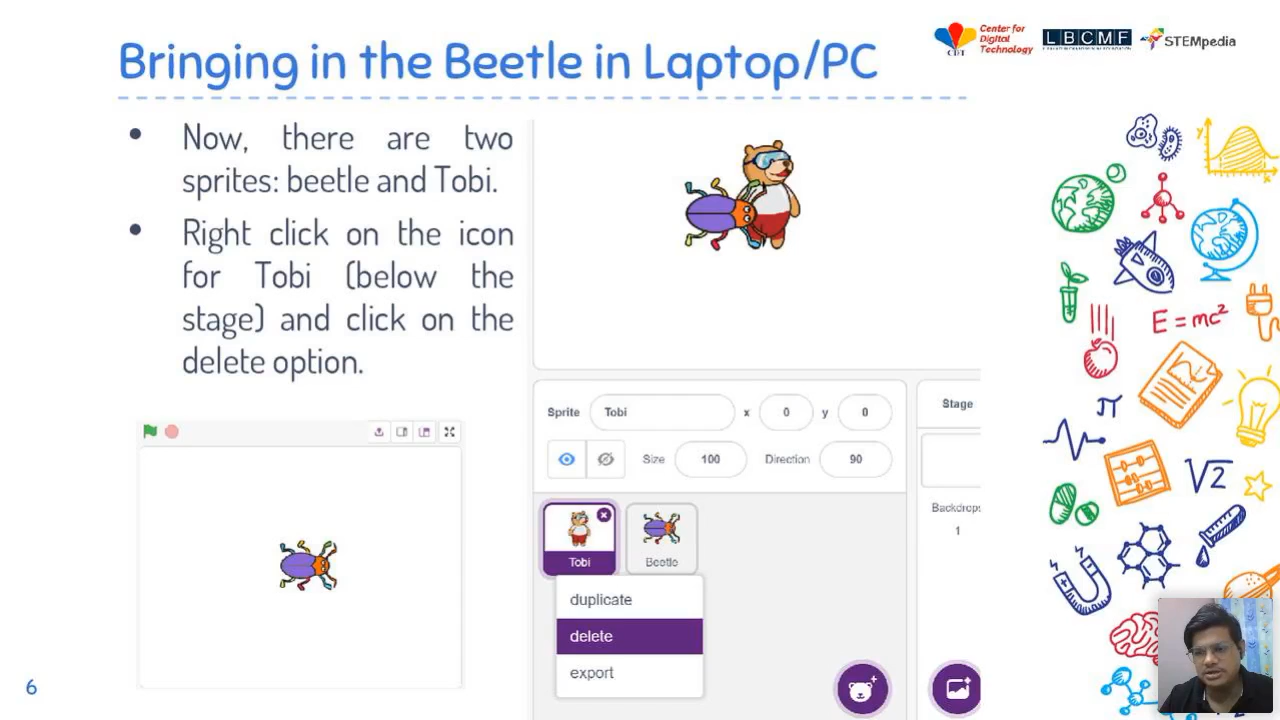 Bringing in the Beetle in Laptop/PC
Center for
Digital
Technology
CDT
LBCMF
STEMpedia
• Now, there are two
sprites: beetle and Tobi.
• Right click on the icon
for Tobi (below the
stage) and click on the
delete option.
Sprite Tobi x 0 y 0
Size 100 Direction 90
Stage
Backdrops
1
Tobi
Beetle
duplicate
delete
export
y
x
E=mc²
π
√2
6